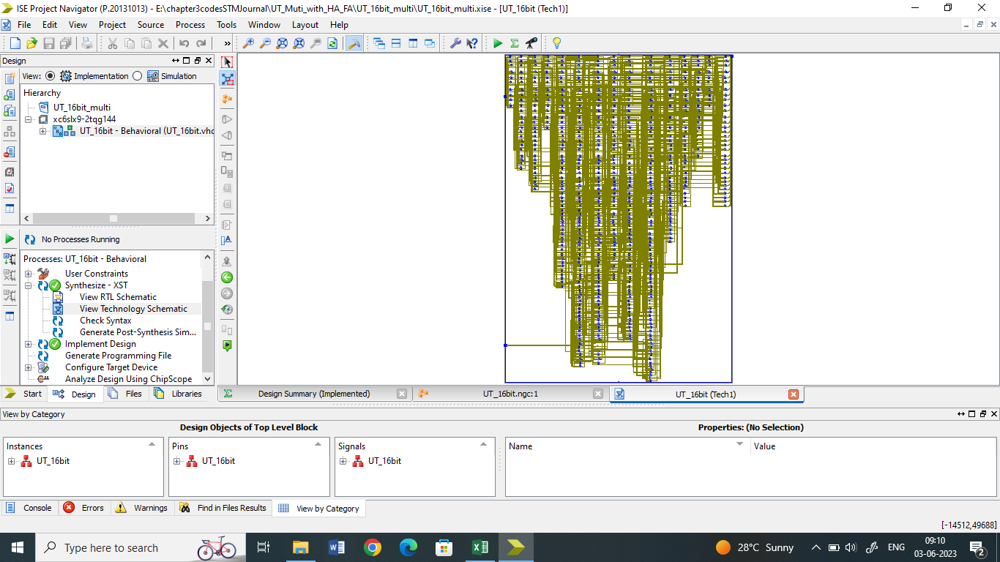 ISE Project Navigator (P.20131013) - E:\chapter3codesSTMJournal\UT_Muti_with_HA_FA\UT_16bit_multi\UT_16bit_multi.xise - [UT_16bit (Tech1)]
File Edit View Project Source Process Tools Window Layout Help
»
Design
View: Implementation Simulation
Hierarchy
UT_16bit_multi
xc6slx9-2tqg144
UT_16bit - Behavioral (UT_16bit.vhd
No Processes Running
Processes: UT_16bit - Behavioral
User Constraints
Synthesize - XST
View RTL Schematic
View Technology Schematic
Check Syntax
Generate Post-Synthesis Sim...
Implement Design
Generate Programming File
Configure Target Device
Analyze Design Using ChipScope
Start Design Files Libraries
Design Summary (Implemented) UT_16bit.ngc:1 UT_16bit (Tech1)
View by Category
Design Objects of Top Level Block Properties: (No Selection)
Instances Pins Signals Name Value
UT_16bit UT_16bit UT_16bit
Console Errors Warnings Find in Files Results View by Category
[-14512,49688]
Type here to search 28°C Sunny ENG 09:10
03-06-2023
2